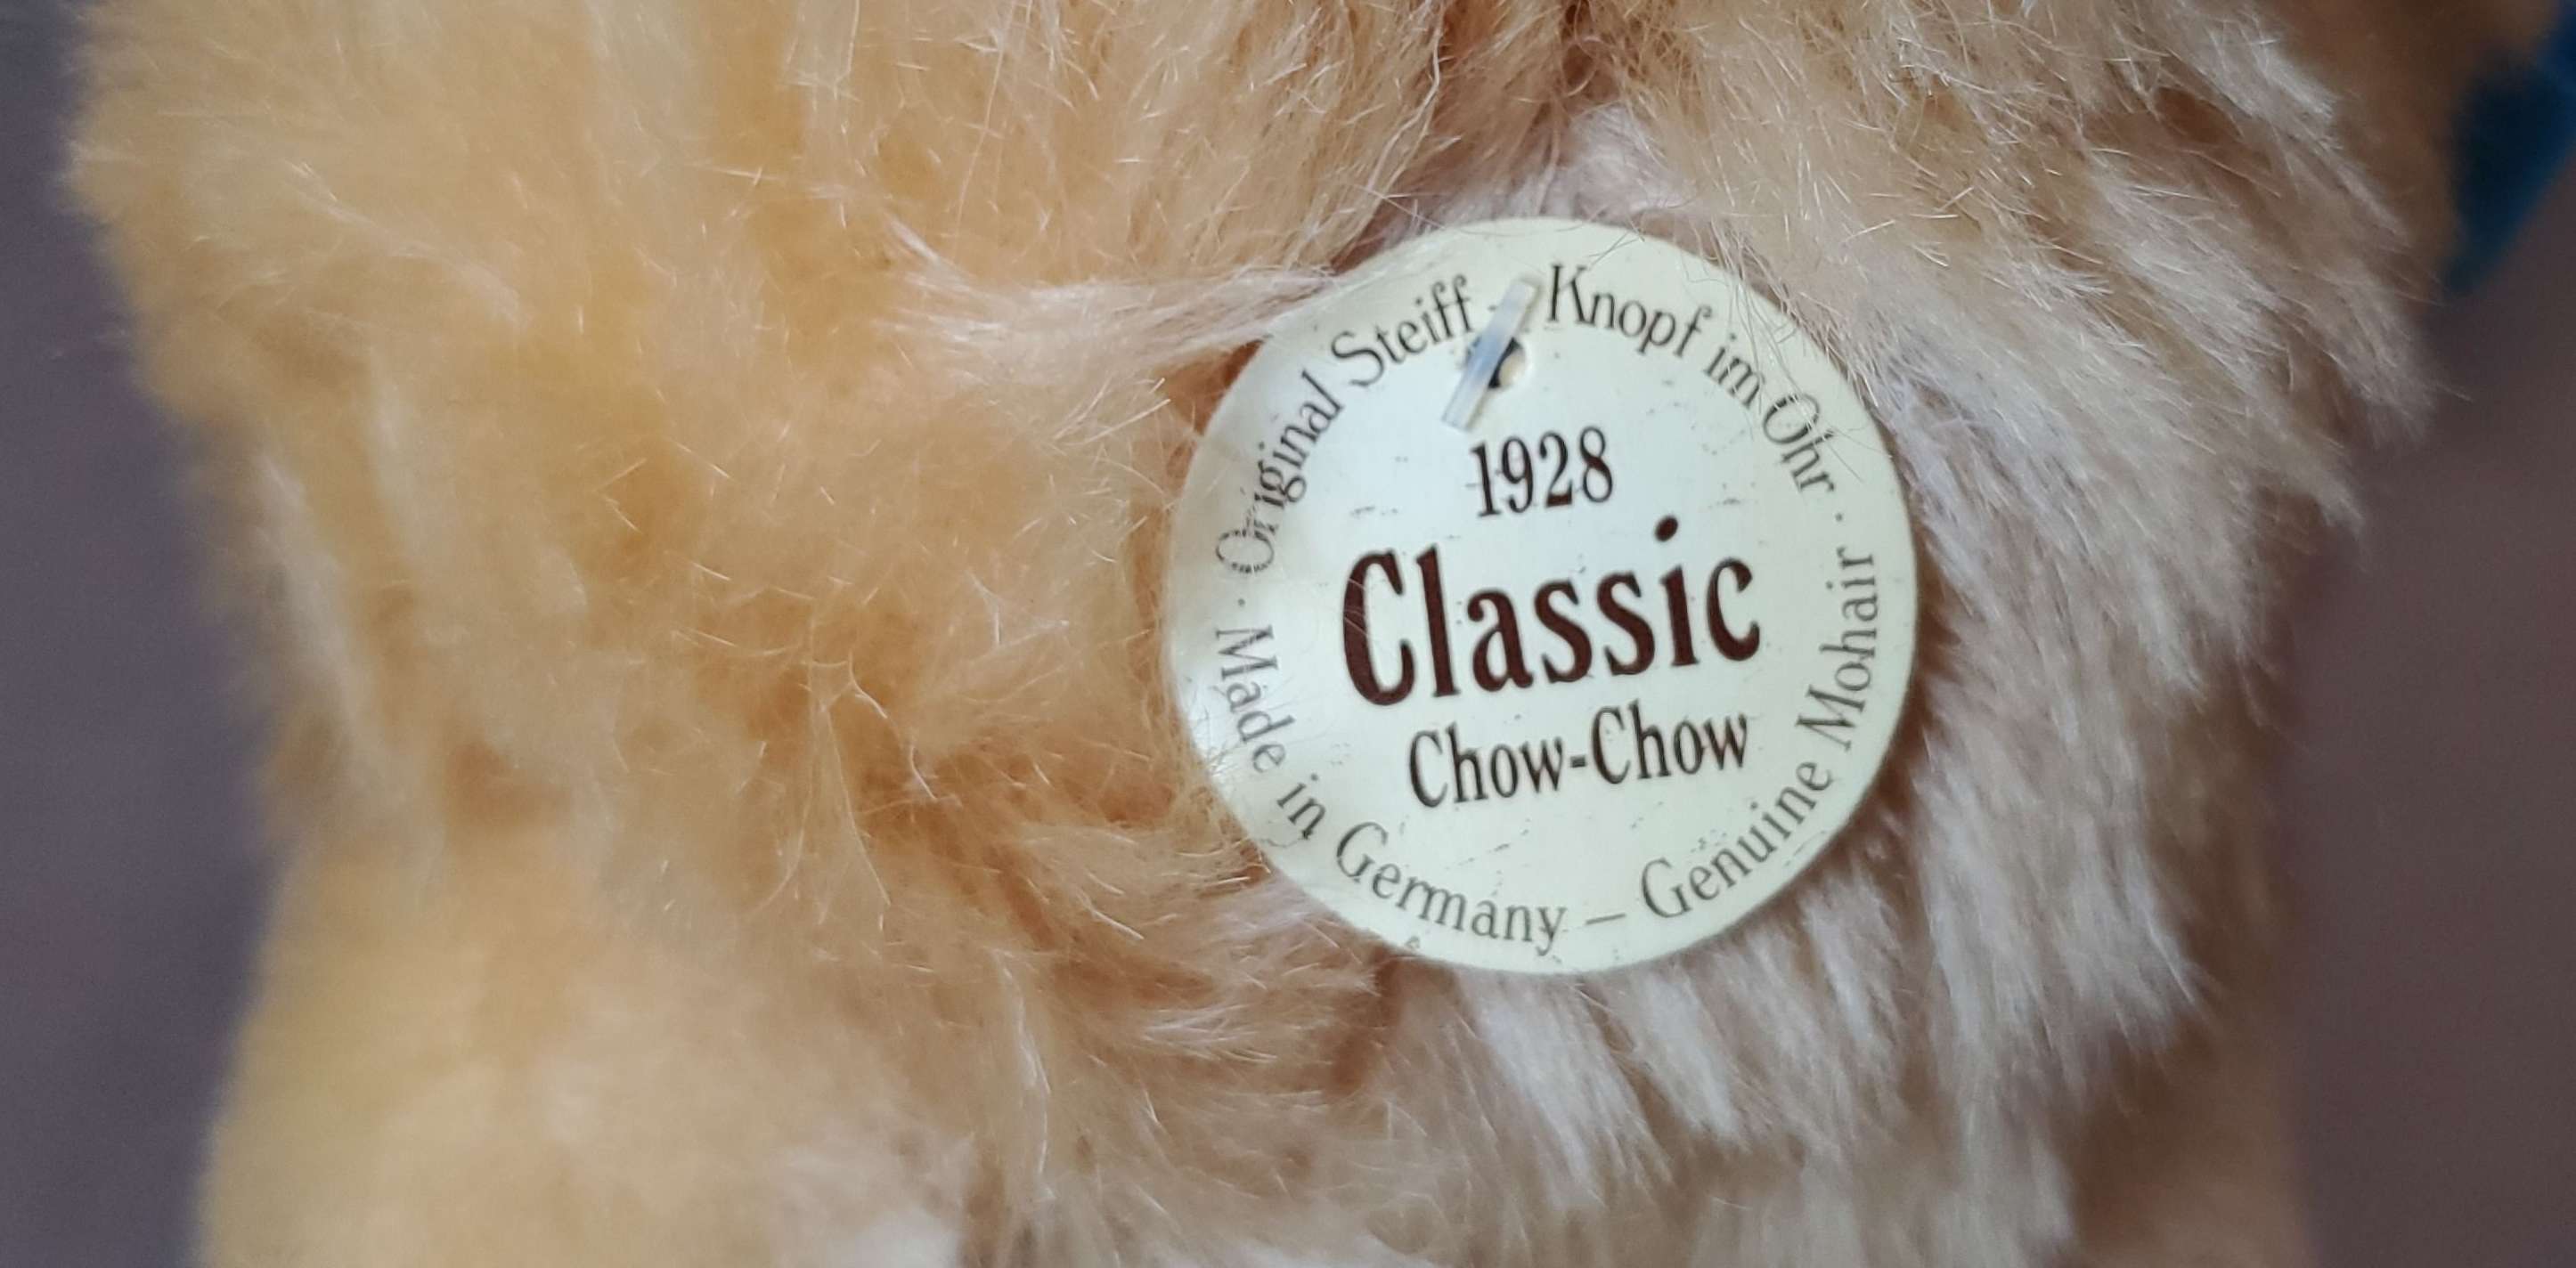 · Original Steiff – Knopf im Ohr ·
1928
Classic
Chow-Chow
Made in Germany – Genuine Mohair